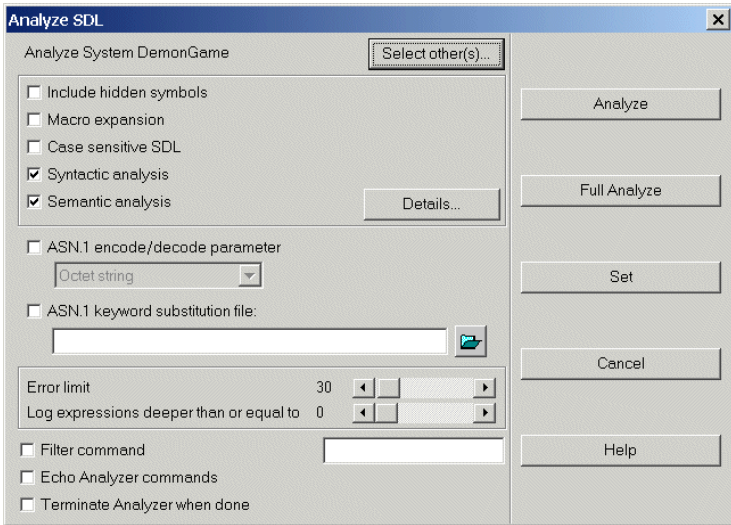 Analyze SDL
Analyze System DemonGame
Select other(s)...
Include hidden symbols
Macro expansion
Case sensitive SDL
Syntactic analysis
Semantic analysis
Details...
ASN.1 encode/decode parameter
Octet string
ASN.1 keyword substitution file:
Error limit 30
Log expressions deeper than or equal to 0
Filter command
Echo Analyzer commands
Terminate Analyzer when done
Analyze
Full Analyze
Set
Cancel
Help